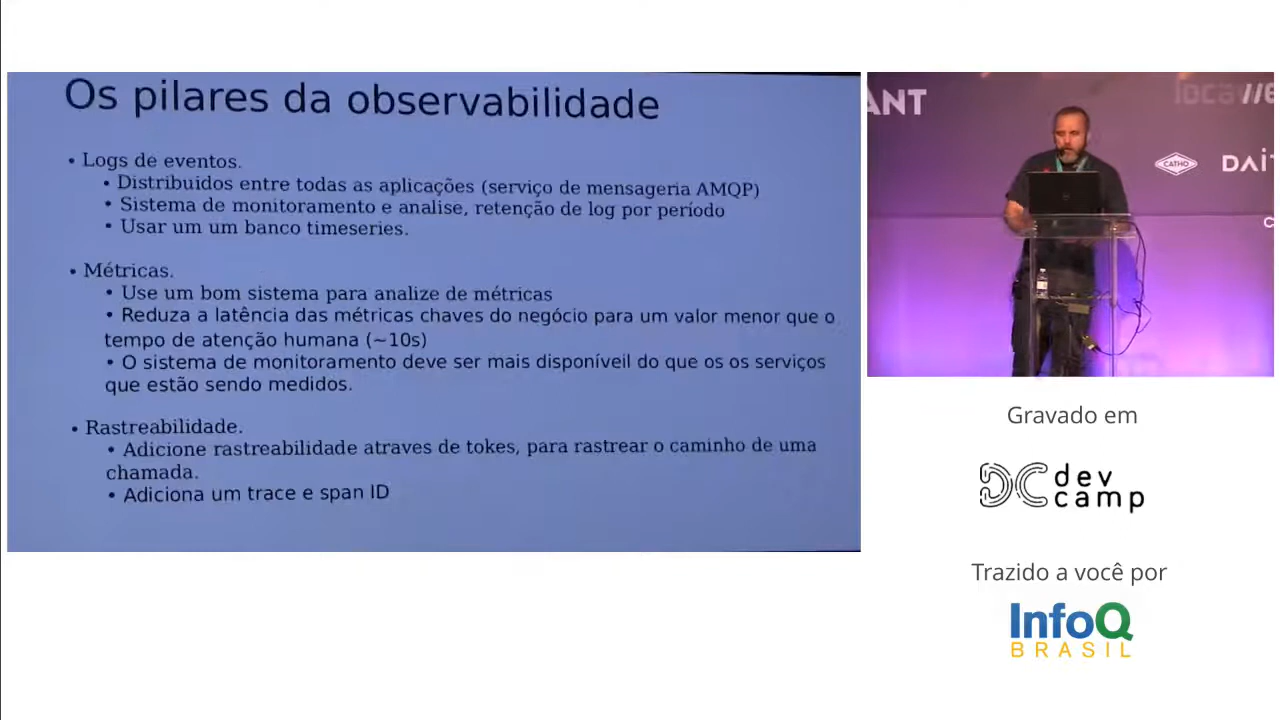 Os pilares da observabilidade
• Logs de eventos.
• Distribuidos entre todas as aplicações (serviço de mensageria AMQP)
• Sistema de monitoramento e analise, retenção de log por período
• Usar um um banco timeseries.
• Métricas.
• Use um bom sistema para analize de métricas
• Reduza a latência das métricas chaves do negócio para um valor menor que o
tempo de atenção humana (~10s)
• O sistema de monitoramento deve ser mais disponíveil do que os os serviços
que estão sendo medidos.
• Rastreabilidade.
• Adicione rastreabilidade atraves de tokes, para rastrear o caminho de uma
chamada.
• Adiciona um trace e span ID
ANT
locawe
CATHO
DAIT
C
Gravado em
DC dev
camp
Trazido a você por
InfoQ
BRASIL